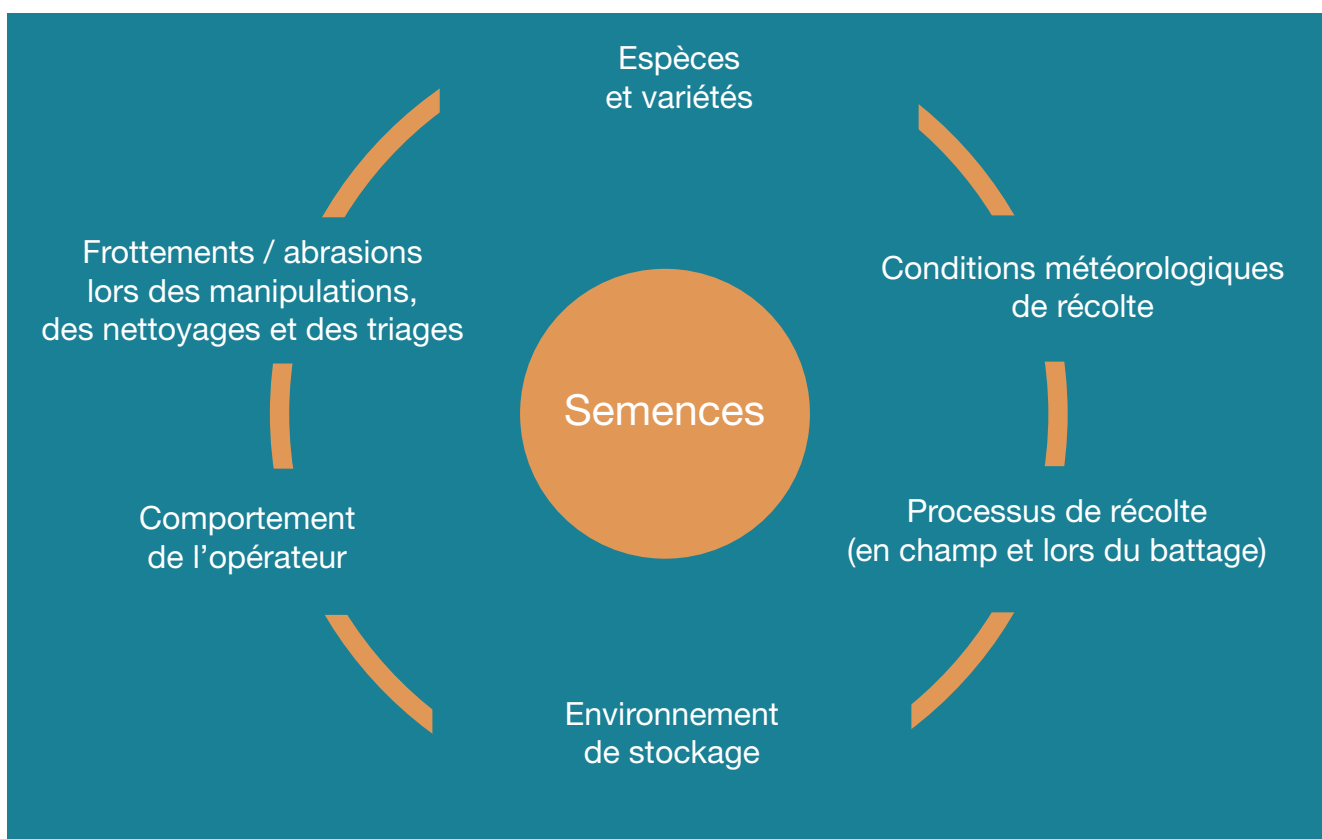 Espèces
et variétés
Frottements / abrasions
lors des manipulations,
des nettoyages et des triages
Conditions météorologiques
de récolte
Semences
Comportement
de l’opérateur
Processus de récolte
(en champ et lors du battage)
Environnement
de stockage